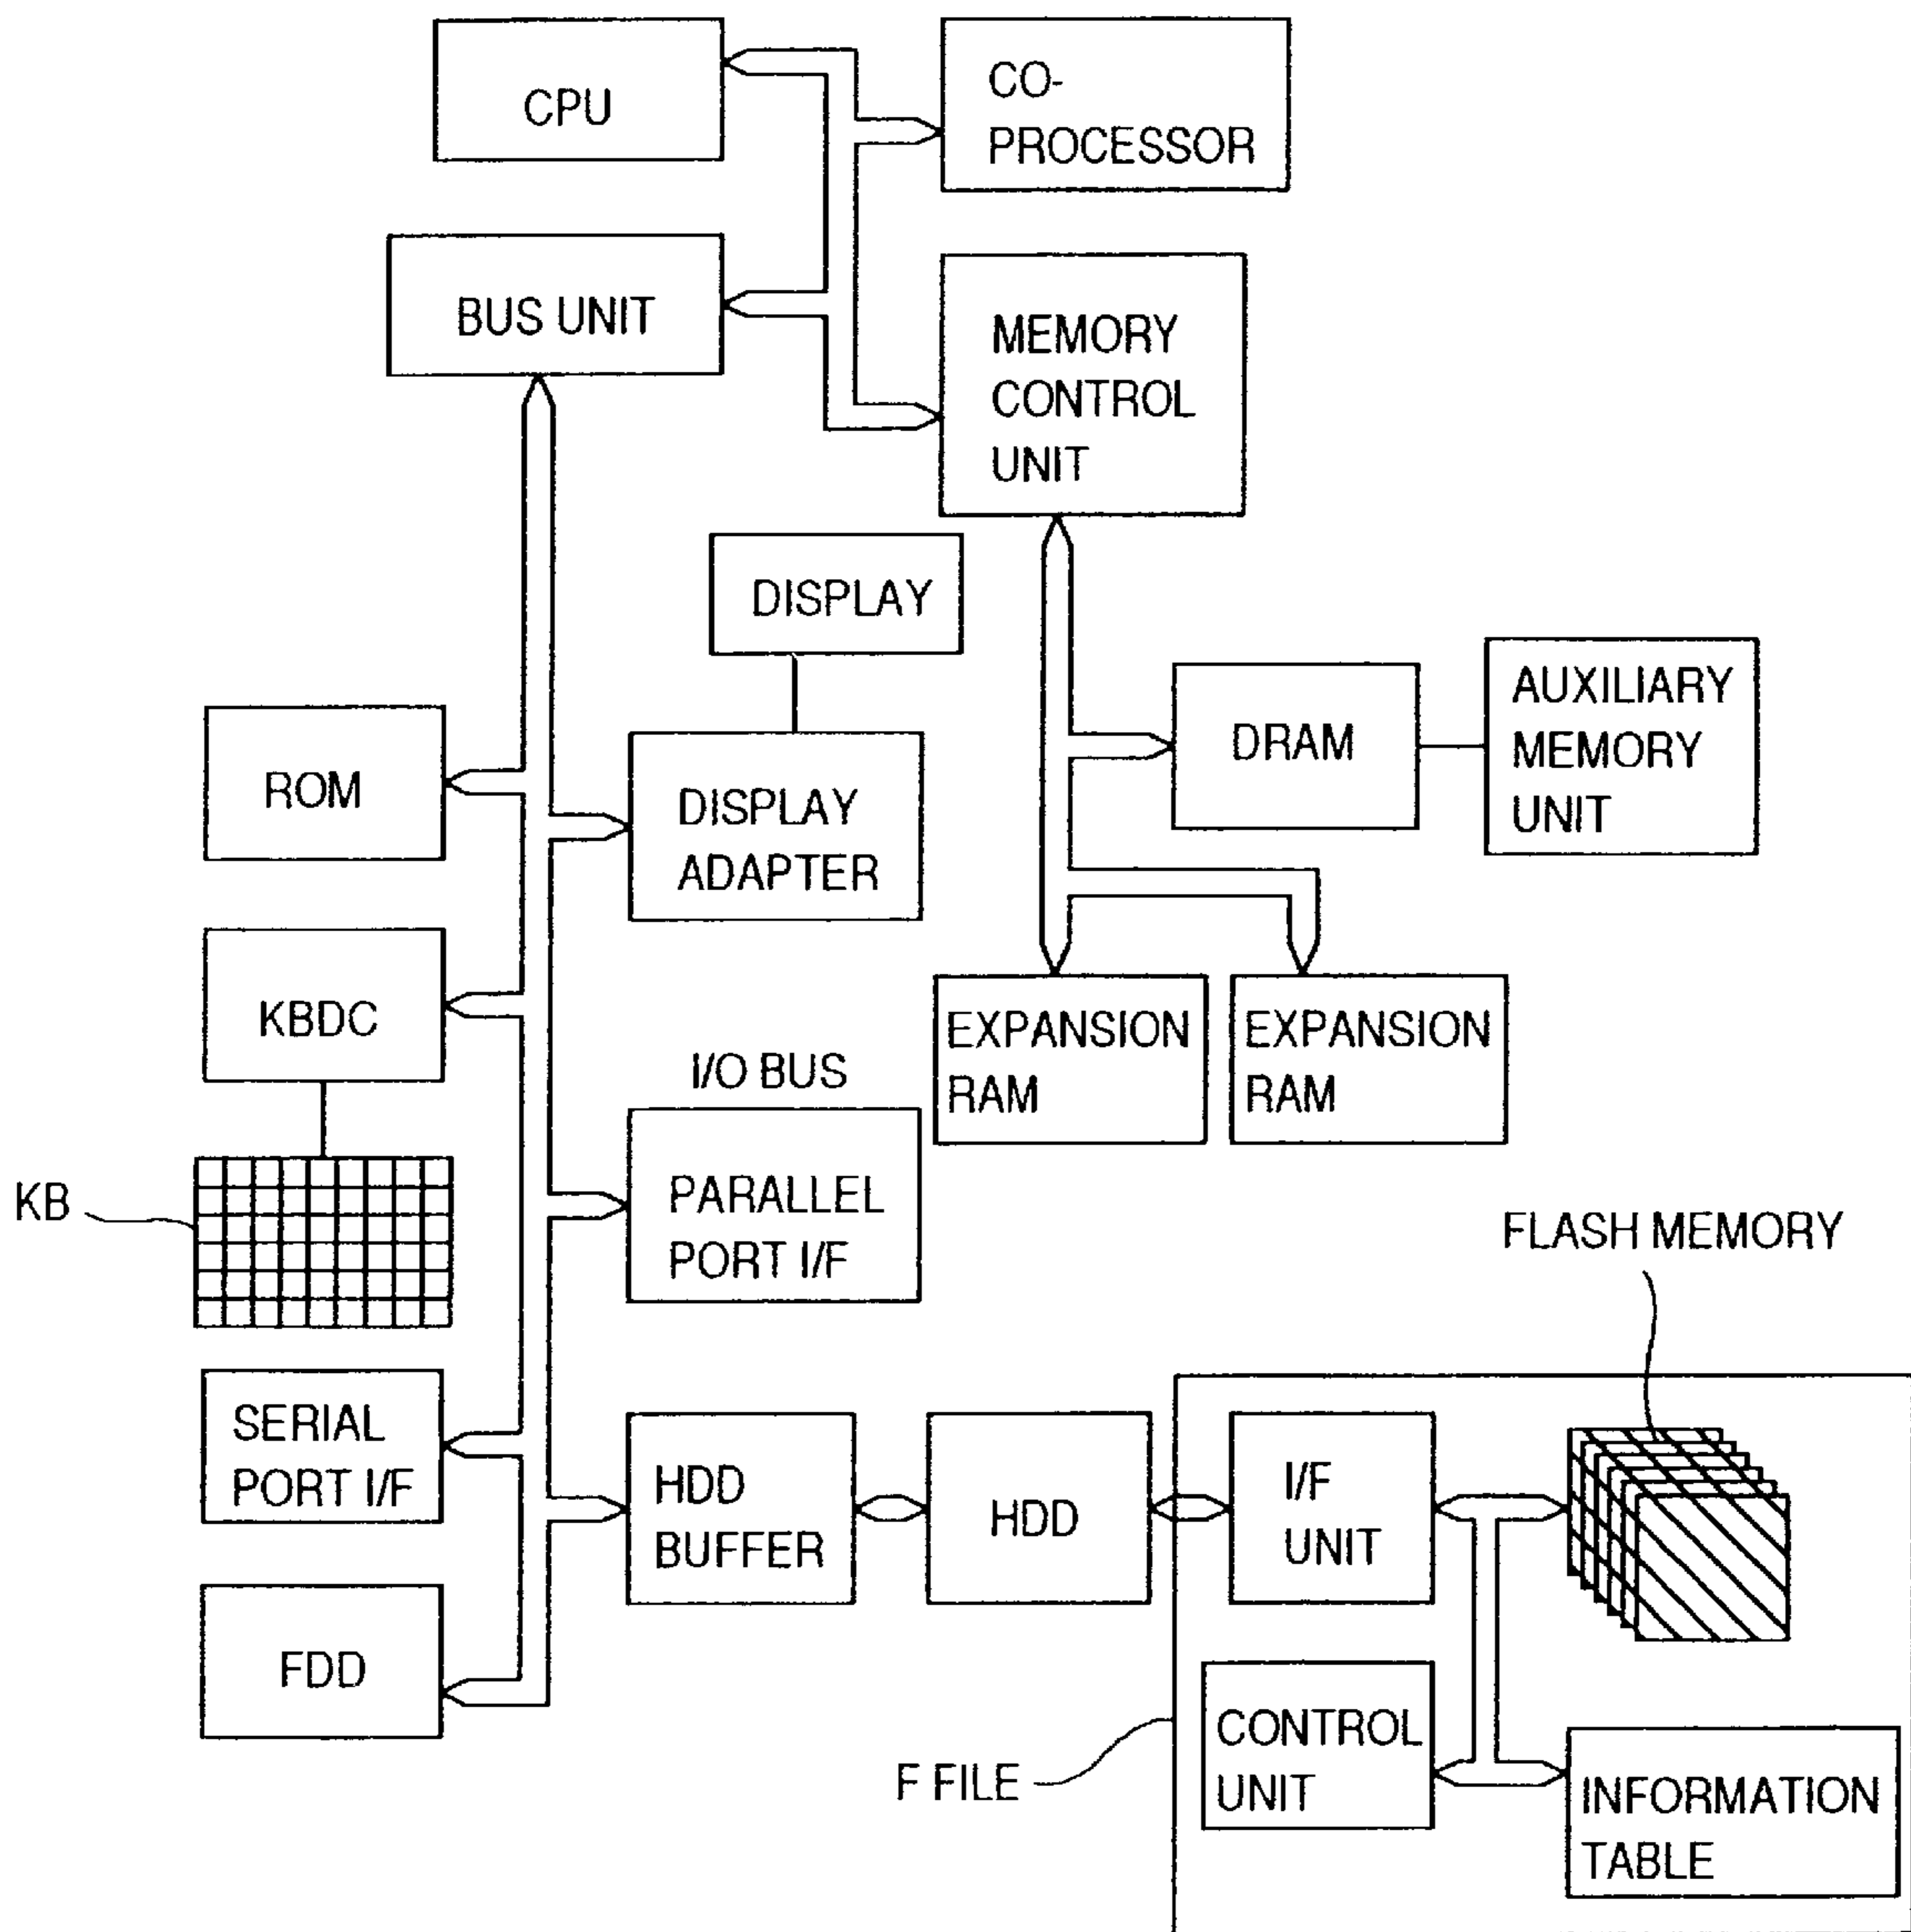 CPU
CO-
PROCESSOR
BUS UNIT
MEMORY
CONTROL
UNIT
DISPLAY
ROM
DISPLAY
ADAPTER
DRAM
AUXILIARY
MEMORY
UNIT
KBDC
I/O BUS
EXPANSION
RAM
EXPANSION
RAM
KB
PARALLEL
PORT I/F
FLASH MEMORY
SERIAL
PORT I/F
HDD
BUFFER
HDD
I/F
UNIT
FDD
F FILE
CONTROL
UNIT
INFORMATION
TABLE